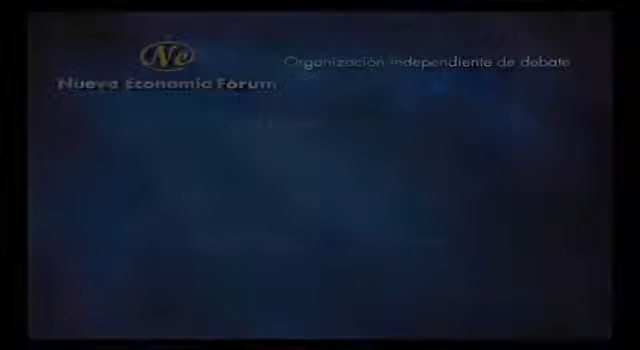 Ne
Nueva Economía Fórum
Organización independiente de debate